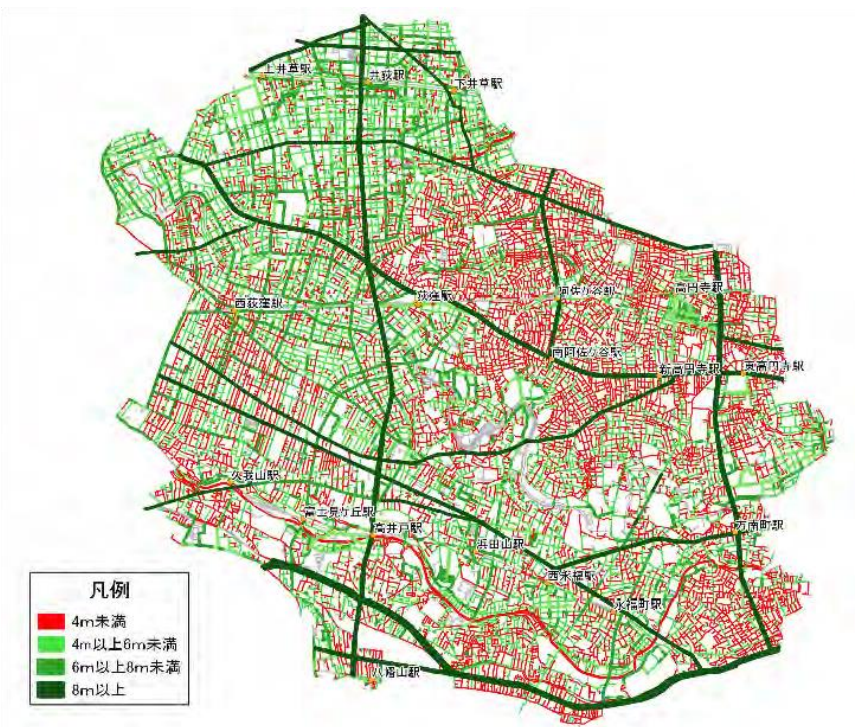 上井草駅
井荻駅
下井草駅
西荻窪駅
荻窪駅
阿佐ヶ谷駅
高円寺駅
南阿佐ヶ谷駅
新高円寺駅
東高円寺駅
久我山駅
富士見ヶ丘駅
高井戸駅
浜田山駅
方南町駅
西永福駅
永福町駅
八幡山駅
凡例
4m未満
4m以上6m未満
6m以上8m未満
8m以上